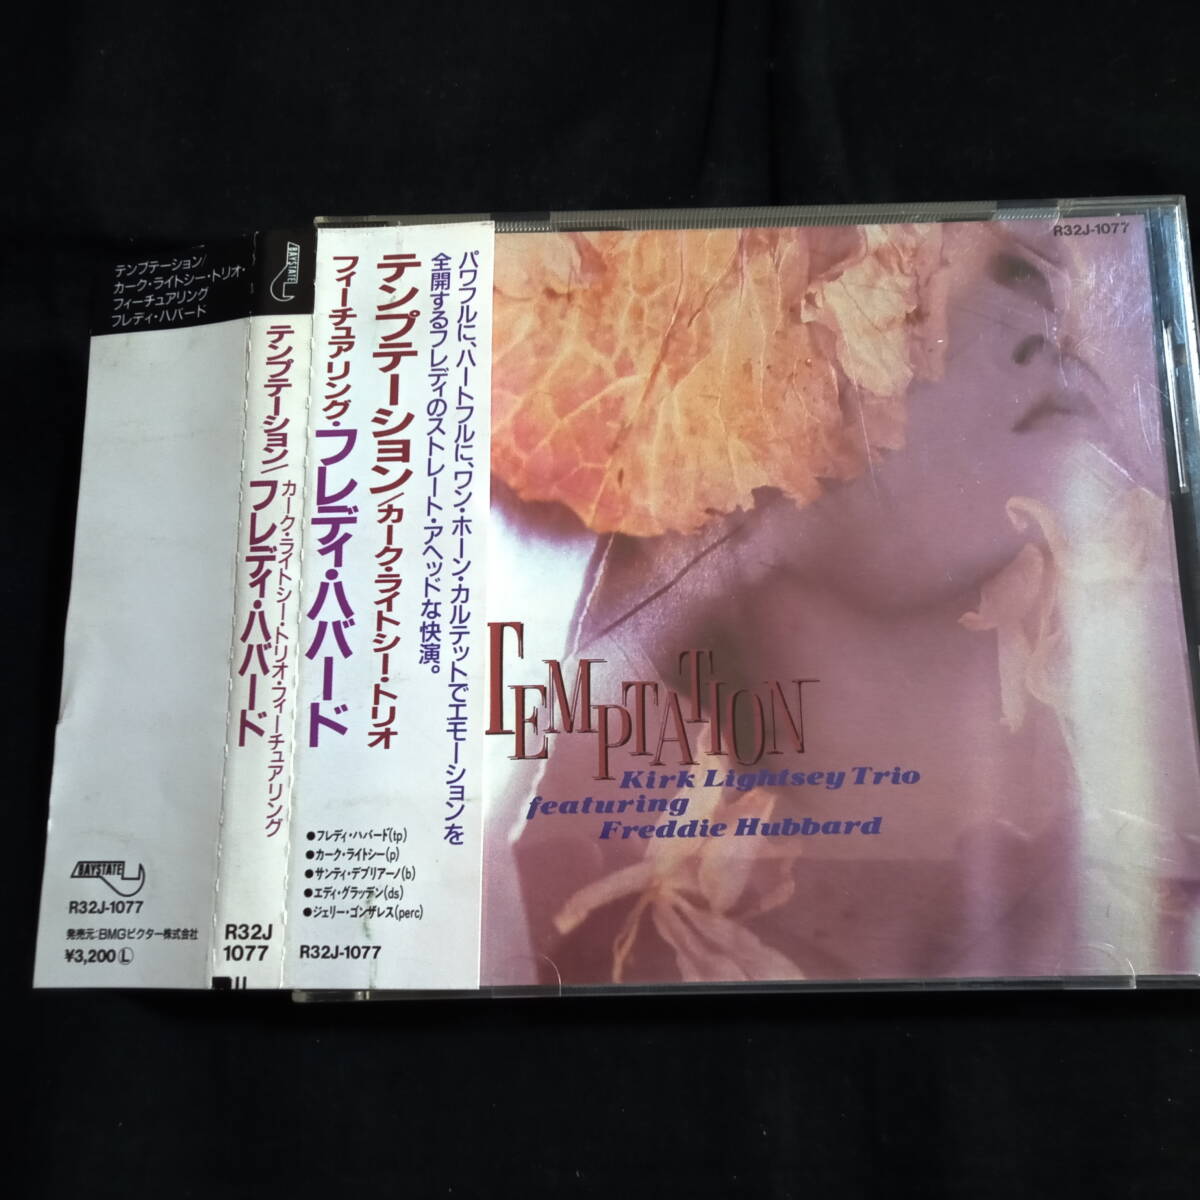 テンプテーション/
カーク・ライトシー・トリオ・
フィーチュアリング
フレディ・ハバード
BAYSTATE
R32J-1077
発売元:BMGビクター株式会社
¥3,200Ⓛ
BAYSTATE
テンプテーション/カーク・ライトシー・トリオ・フィーチュアリング
フレディ・ハバード
R32J
1077
パワフルに、ハートフルに、ワン・ホーン・カルテットでエモーションを
全開するフレディのストレート・アヘッドな快演。
テンプテーション/カーク・ライトシー・トリオ
フィーチュアリング・フレディ・ハバード
●フレディ・ハバード(tp)
●カーク・ライトシー(p)
●サンティ・デブリアーノ(b)
●エディ・グラッデン(ds)
●ジェリー・ゴンザレス(perc)
R32J-1077
R32J-1077
TEMPTATION
Kirk Lightsey Trio
featuring
Freddie Hubbard